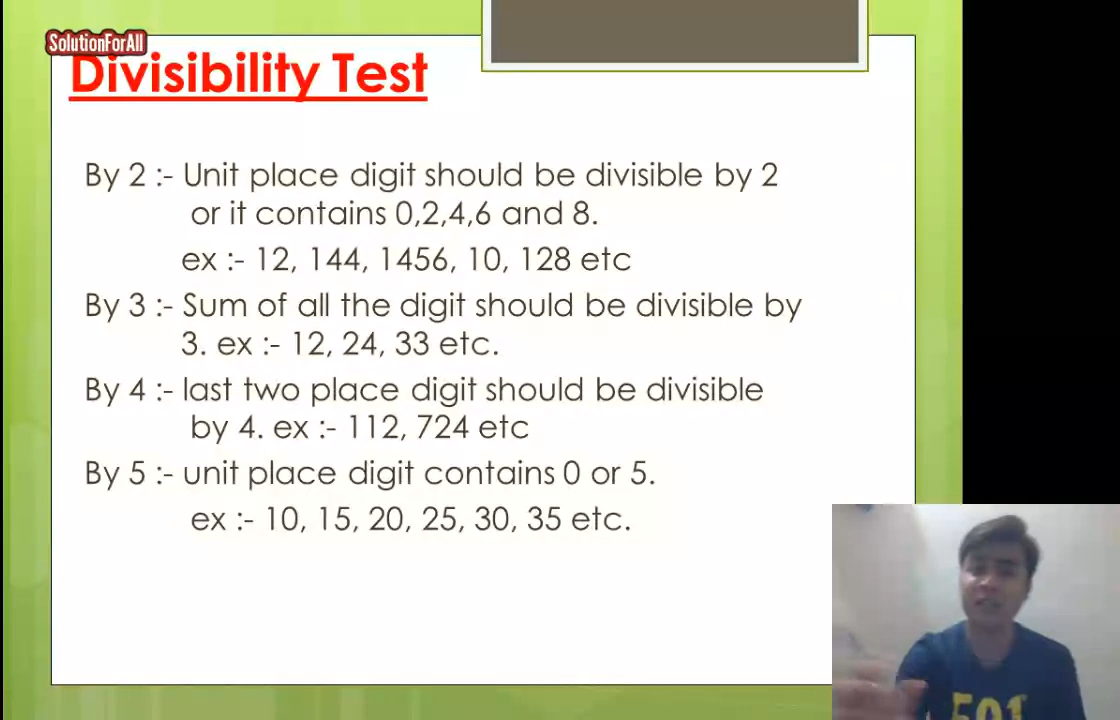 SolutionForAll
Divisibility Test
By 2 :- Unit place digit should be divisible by 2
or it contains 0,2,4,6 and 8.
ex :- 12, 144, 1456, 10, 128 etc
By 3 :- Sum of all the digit should be divisible by
3. ex :- 12, 24, 33 etc.
By 4 :- last two place digit should be divisible
by 4. ex :- 112, 724 etc
By 5 :- unit place digit contains 0 or 5.
ex :- 10, 15, 20, 25, 30, 35 etc.
501